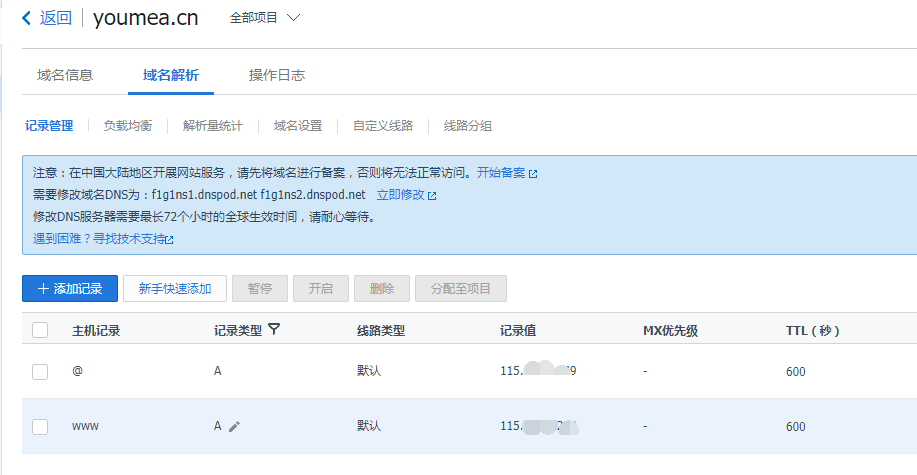 返回 youmea.cn 全部项目
域名信息 域名解析 操作日志
记录管理 负载均衡 解析量统计 域名设置 自定义线路 线路分组
注意：在中国大陆地区开展网站服务，请先将域名进行备案，否则将无法正常访问。开始备案
需要修改域名DNS为：f1g1ns1.dnspod.net f1g1ns2.dnspod.net 立即修改
修改DNS服务器需要最长72个小时的全球生效时间，请耐心等待。
遇到困难？寻找技术支持
添加记录 新手快速添加 暂停 开启 删除 分配至项目
主机记录 记录类型 线路类型 记录值 MX优先级 TTL（秒）
@ A 默认 115. - 600
www A 默认 115. - 600